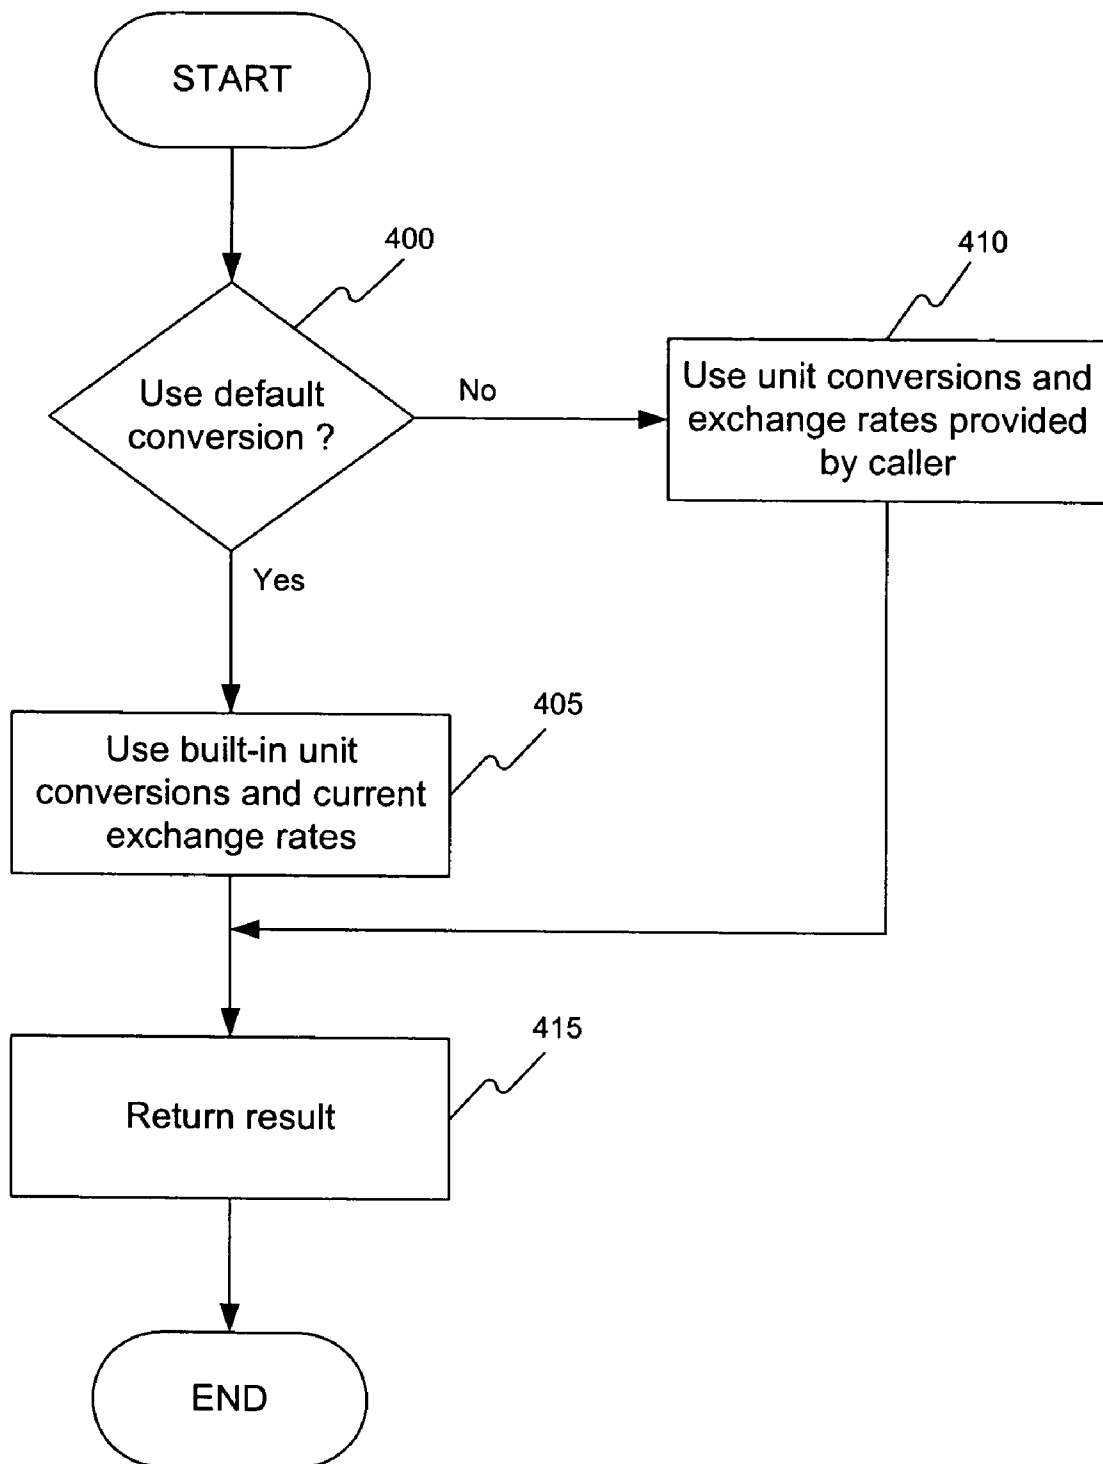 START
400
410
Use default
conversion ?
No
Use unit conversions and
exchange rates provided
by caller
Yes
405
Use built-in unit
conversions and current
exchange rates
415
Return result
END